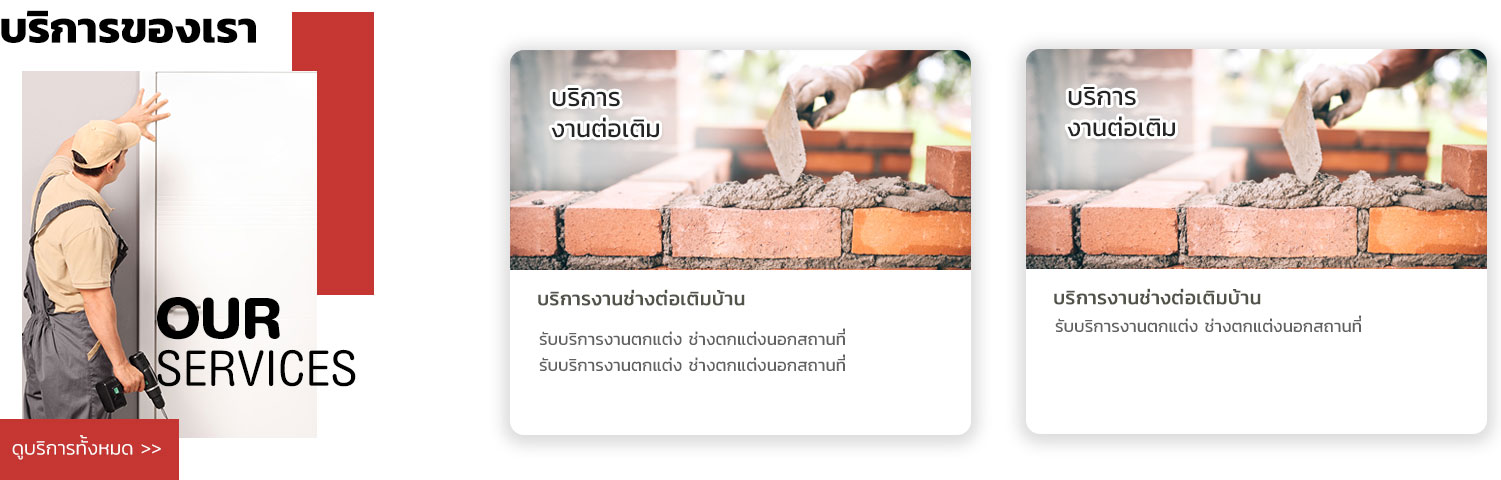 บริการของเรา
OUR
SERVICES
ดูบริการทั้งหมด >>
บริการ
งานต่อเติม
บริการงานช่างต่อเติมบ้าน
รับบริการงานตกแต่ง ช่างตกแต่งนอกสถานที่
รับบริการงานตกแต่ง ช่างตกแต่งนอกสถานที่
บริการ
งานต่อเติม
บริการงานช่างต่อเติมบ้าน
รับบริการงานตกแต่ง ช่างตกแต่งนอกสถานที่